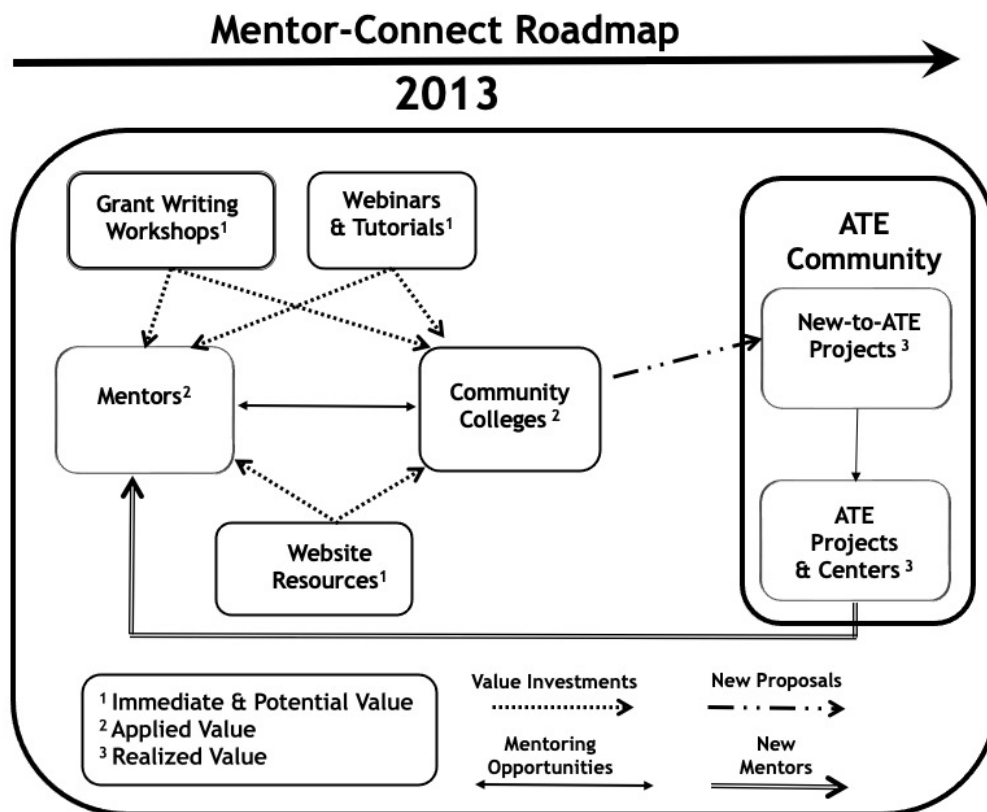 Mentor-Connect Roadmap
2013
Grant Writing
Workshops¹
Webinars
& Tutorials¹
ATE
Community
New-to-ATE
Projects ³
Mentors²
Community
Colleges ²
ATE
Projects
& Centers ³
Website
Resources¹
¹ Immediate & Potential Value
² Applied Value
³ Realized Value
Value Investments
New Proposals
Mentoring
Opportunities
New
Mentors